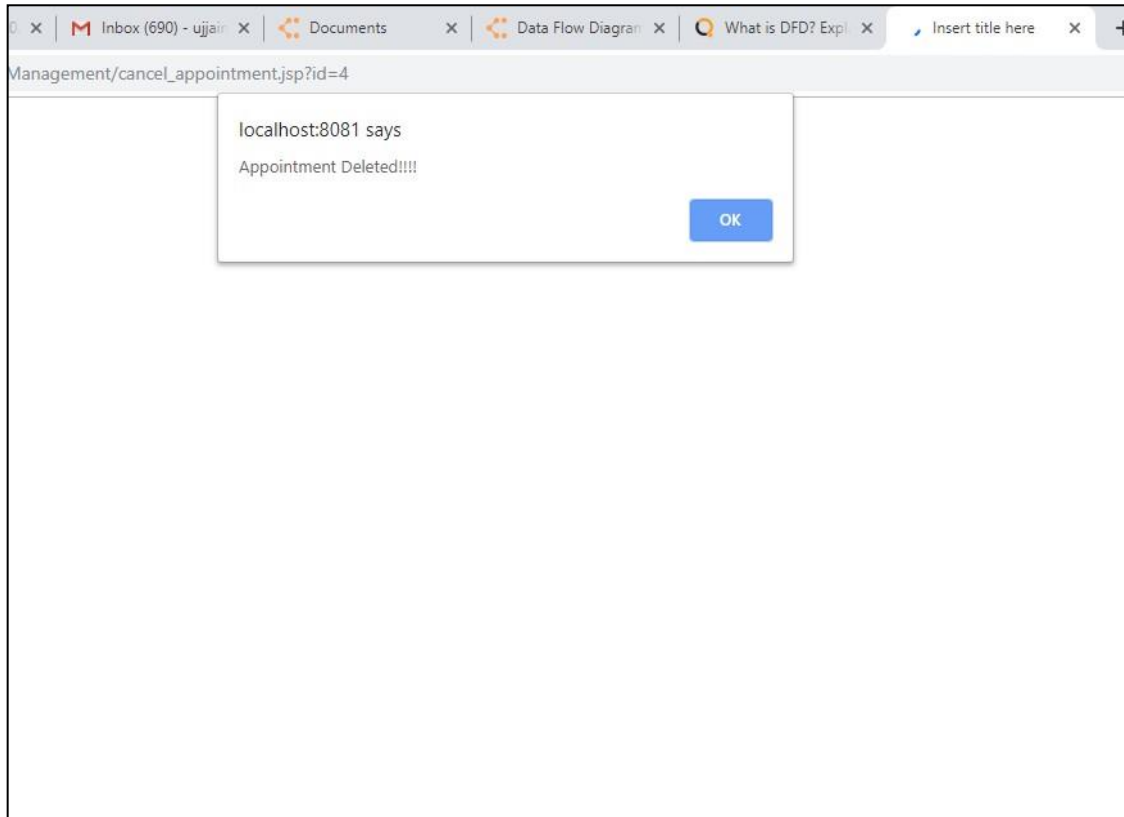 Inbox (690) - ujjain
Documents
Data Flow Diagram
What is DFD? Expl
Insert title here
Management/cancel_appointment.jsp?id=4
localhost:8081 says
Appointment Deleted!!!!
OK